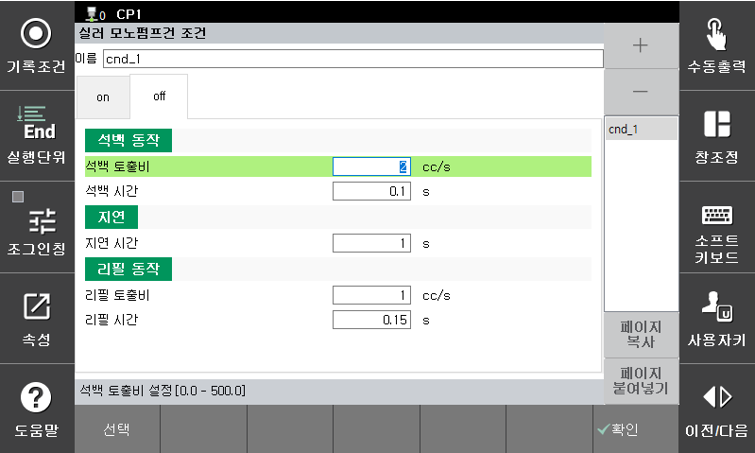 0 CP1
실러 모노펌프건 조건
이름 cnd_1
on off
석백 동작
석백 토출비 2 cc/s
석백 시간 0.1 s
지연
지연 시간 1 s
리필 동작
리필 토출비 1 cc/s
리필 시간 0.15 s
석백 토출비 설정[0.0 - 500.0]
기록조건
End
실행단위
조그인칭
속성
?
도움말
+
-
cnd_1
페이지
복사
페이지
붙여넣기
선택
확인
수동출력
창조정
소프트
키보드
U
사용자키
이전/다음